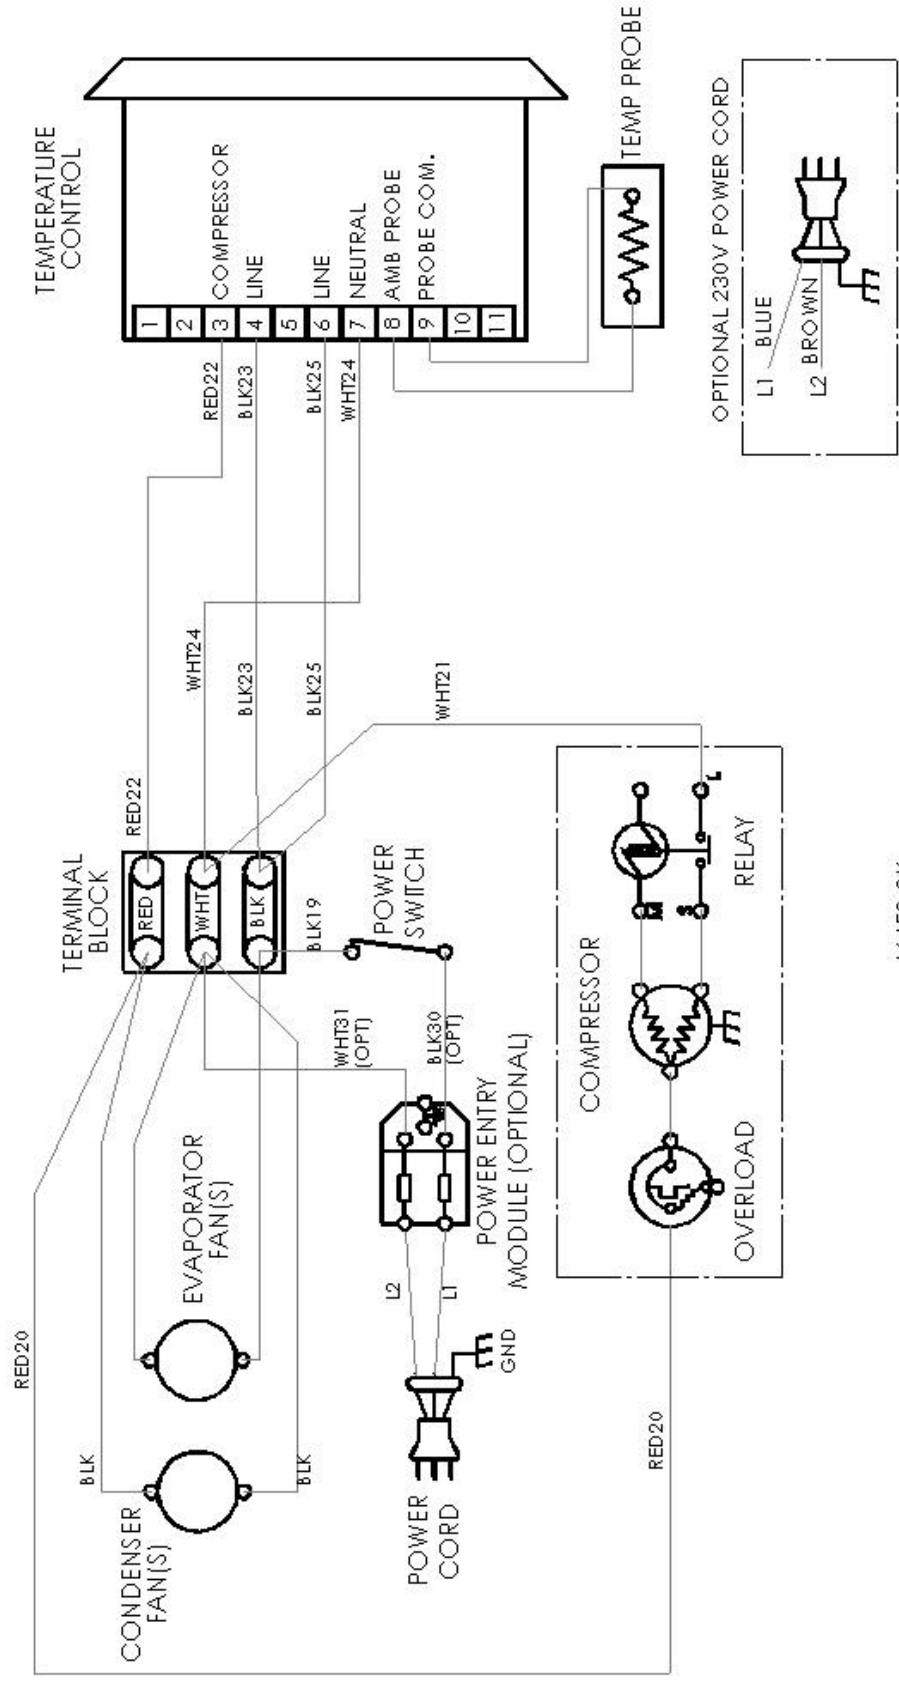 TEMPERATURE
CONTROL
1
2
3 COMPRESSOR
4 LINE
5
6 LINE
7 NEUTRAL
8 AMB PROBE
9 PROBE COM.
10
11
TEMP PROBE
OPTIONAL 230V POWER CORD
L1 BLUE
L2 BROWN
RED22
BLK23
BLK25
WHT24
WHT24
BLK23
BLK25
WHT21
RED22
TERMINAL
BLOCK
RED
WHT
BLK
BLK19
POWER
SWITCH
WHT31
(OPT)
BLK30
(OPT)
POWER ENTRY
MODULE (OPTIONAL)
L2
L1
GND
POWER
CORD
EVAPORATOR
FAN(S)
CONDENSER
FAN(S)
BLK
BLK
RED20
RED20
COMPRESSOR
RELAY
M
S
L
OVERLOAD